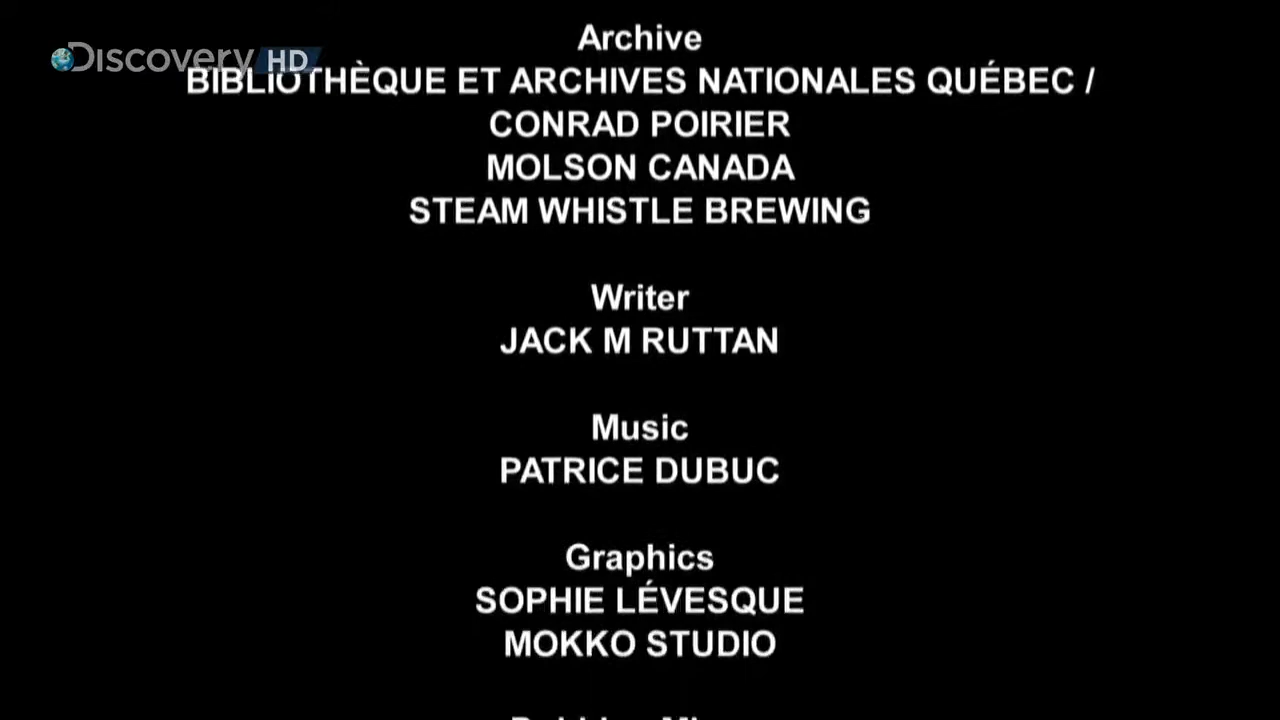 Discovery HD
Archive
BIBLIOTHÈQUE ET ARCHIVES NATIONALES QUÉBEC /
CONRAD POIRIER
MOLSON CANADA
STEAM WHISTLE BREWING
Writer
JACK M RUTTAN
Music
PATRICE DUBUC
Graphics
SOPHIE LÉVESQUE
MOKKO STUDIO